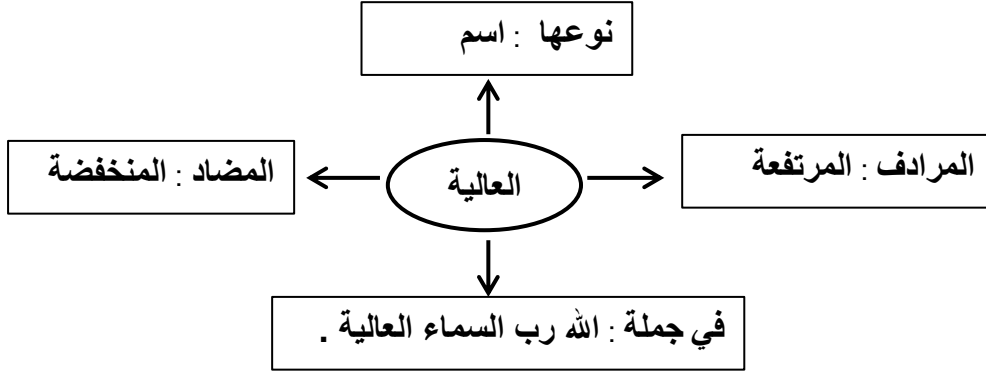 نوعها : اسم
المرادف : المرتفعة
العالية
المضاد : المنخفضة
في جملة : الله رب السماء العالية .